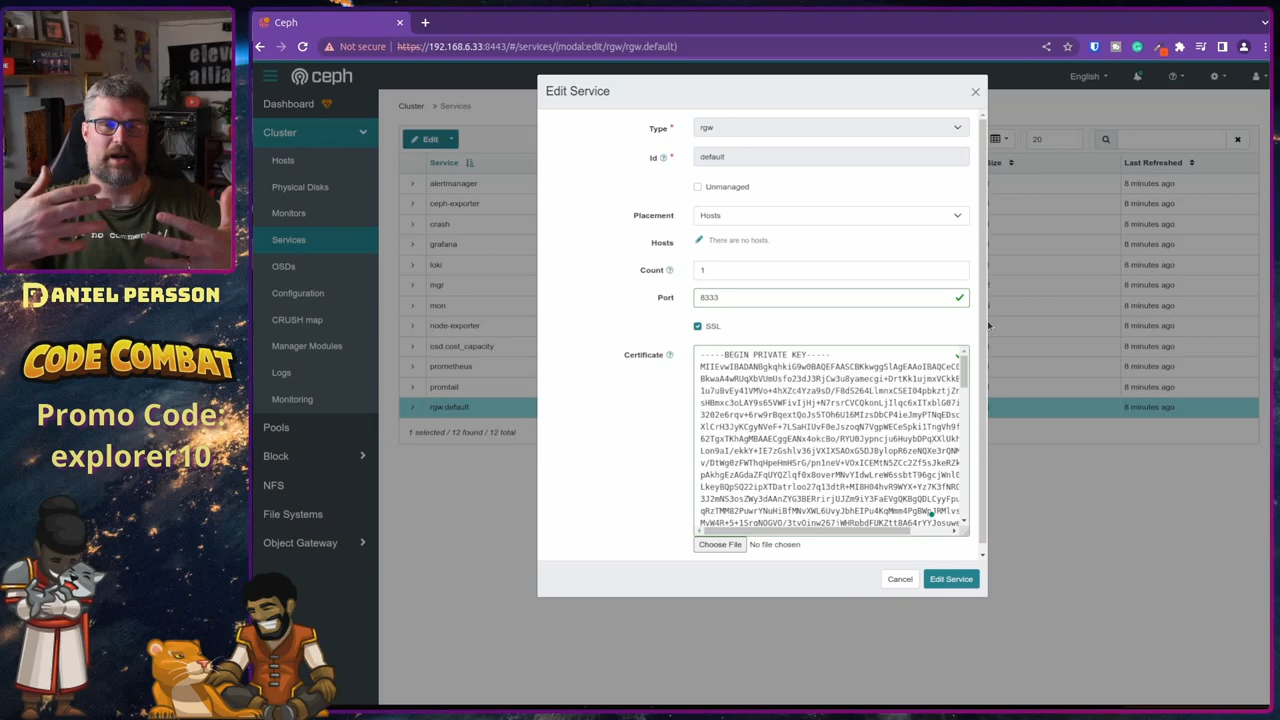 Ceph
Not secure
https://192.168.6.33:8443/#/services/(modal:edit/rgw/rgw.default)
ceph
English
Dashboard
Cluster
Hosts
Physical Disks
Monitors
Services
OSDs
Configuration
CRUSH map
Manager Modules
Logs
Monitoring
Pools
Block
NFS
File Systems
Object Gateway
Cluster » Services
Edit
20
Service
Last Refreshed
alertmanager
8 minutes ago
ceph-exporter
8 minutes ago
crash
8 minutes ago
grafana
8 minutes ago
loki
8 minutes ago
mgr
8 minutes ago
mon
8 minutes ago
node-exporter
8 minutes ago
osd.cost_capacity
8 minutes ago
prometheus
8 minutes ago
promtail
8 minutes ago
rgw.default
8 minutes ago
1 selected / 12 found / 12 total
Edit Service
Type * rgw
Id * default
Unmanaged
Placement Hosts
Hosts There are no hosts.
Count 1
Port 8333
SSL
Certificate
-----BEGIN PRIVATE KEY-----
Choose File No file chosen
Cancel Edit Service
no comment/
DANIEL PERSSON
CODE COMBAT
Promo Code:
explorer10